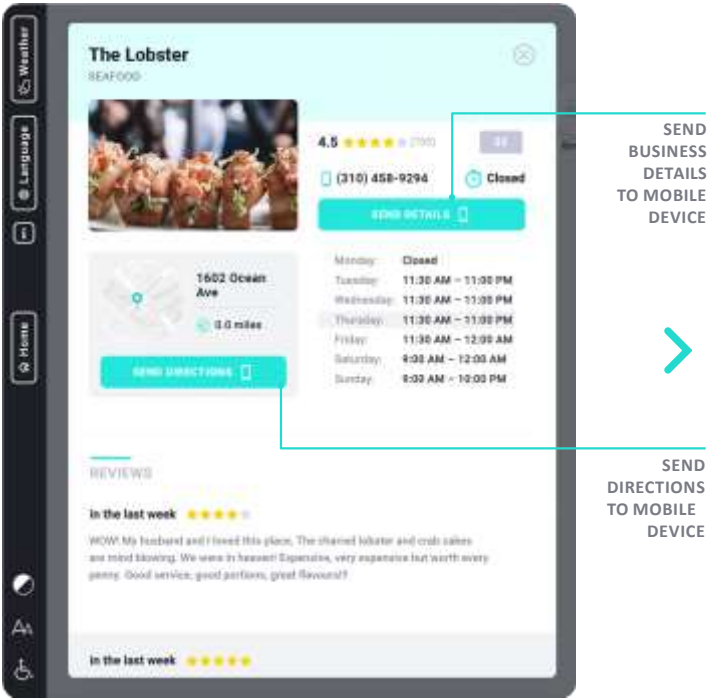 Weather
Language
Home
The Lobster
SEAFOOD
4.5
(310) 458-9294
Closed
SEND DETAILS
1602 Ocean
Ave
0.0 miles
SEND DIRECTIONS
Monday: Closed
Tuesday: 11:30 AM – 11:00 PM
Wednesday: 11:30 AM – 11:00 PM
Thursday: 11:30 AM – 11:00 PM
Friday: 11:30 AM – 12:00 AM
Saturday: 9:00 AM – 12:00 AM
Sunday: 9:00 AM – 10:00 PM
REVIEWS
in the last week
WOW! My husband and I loved this place. The charred lobster and crab cakes
are mind blowing. We were in heaven! Expensive, very expensive but worth every
penny. Good service, good portions, great flavours!!
in the last week
AA
SEND
BUSINESS
DETAILS
TO MOBILE
DEVICE
SEND
DIRECTIONS
TO MOBILE
DEVICE